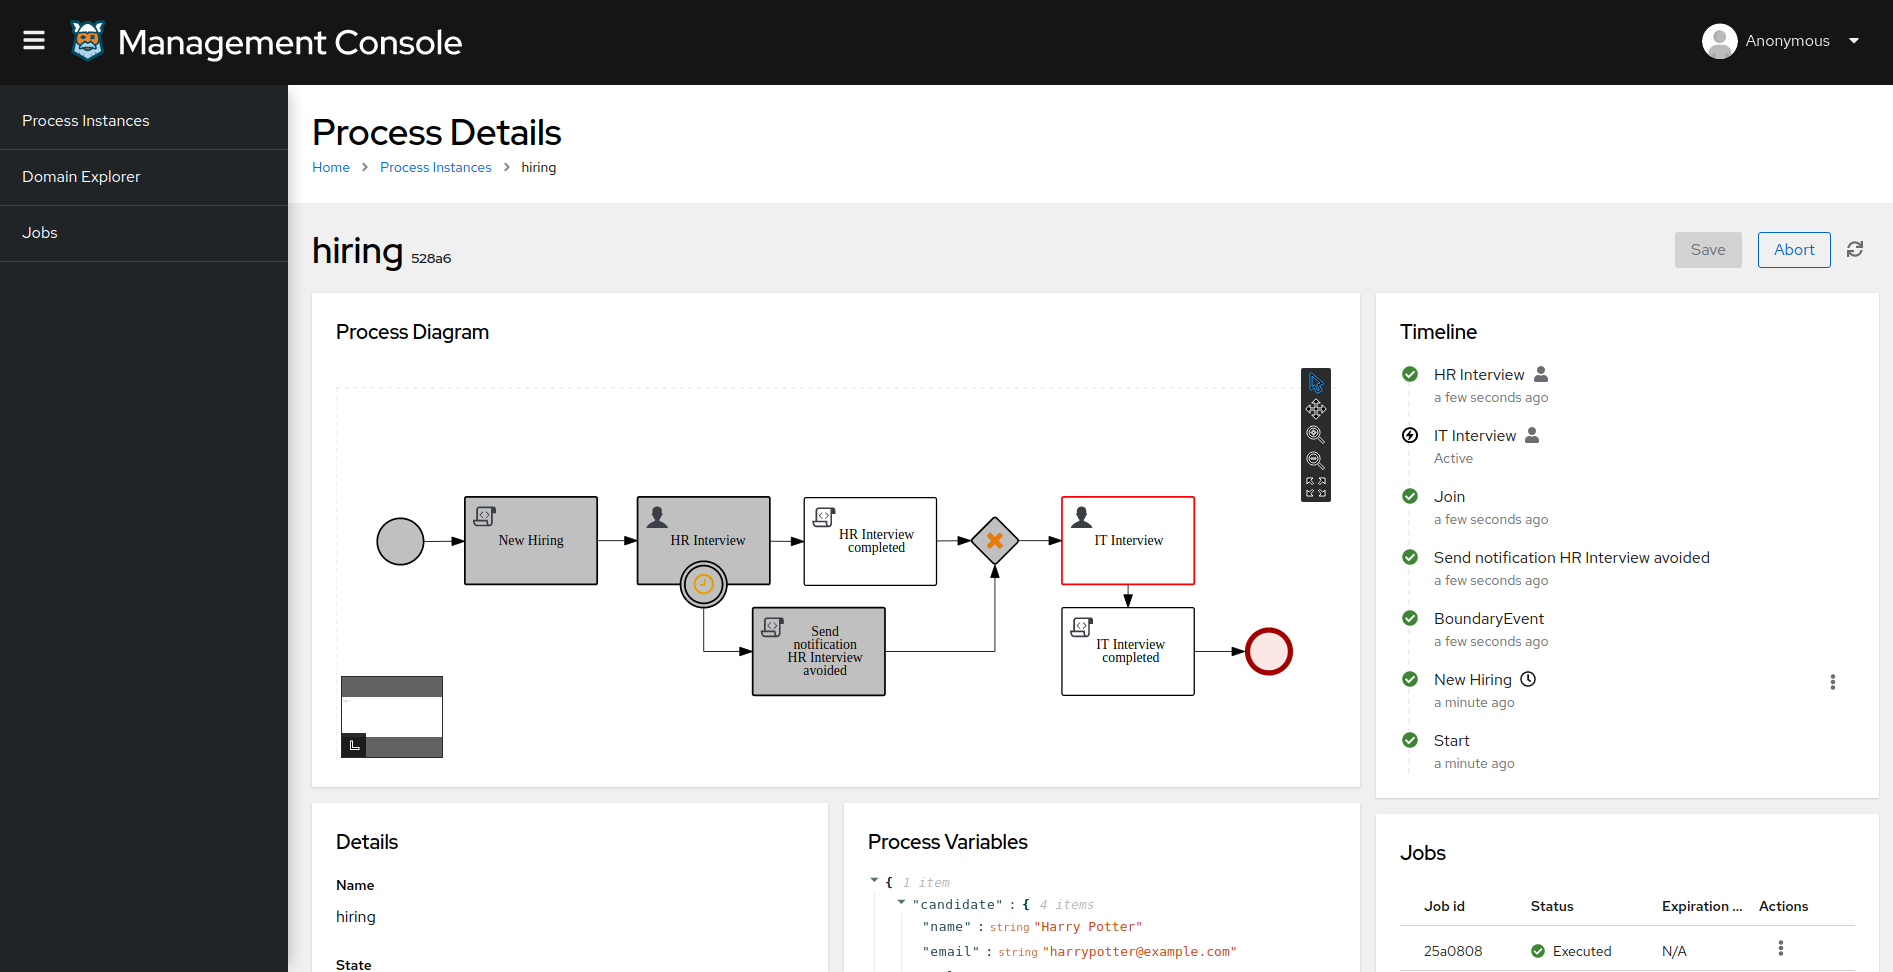 Management Console
Anonymous
Process Instances
Domain Explorer
Jobs
Process Details
Home > Process Instances > hiring
hiring 528a6
Save
Abort
Process Diagram
New Hiring
HR Interview
HR Interview
completed
IT Interview
Send
notification
HR Interview
avoided
IT Interview
completed
Timeline
HR Interview
a few seconds ago
IT Interview
Active
Join
a few seconds ago
Send notification HR Interview avoided
a few seconds ago
BoundaryEvent
a few seconds ago
New Hiring
a minute ago
Start
a minute ago
Details
Name
hiring
State
Process Variables
{ 1 item
"candidate" : { 4 items
"name" : string "Harry Potter"
"email" : string "harrypotter@example.com"
Jobs
Job id Status Expiration ... Actions
25a0808 Executed N/A